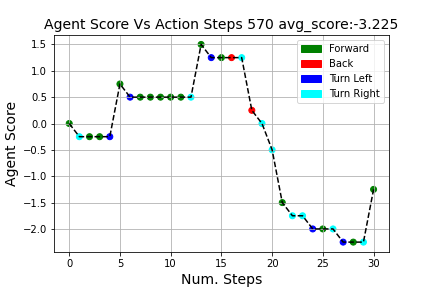 Agent Score Vs Action Steps 570 avg_score:-3.225
Agent Score
1.5
1.0
0.5
0.0
−0.5
−1.0
−1.5
−2.0
Forward
Back
Turn Left
Turn Right
0 5 10 15 20 25 30
Num. Steps